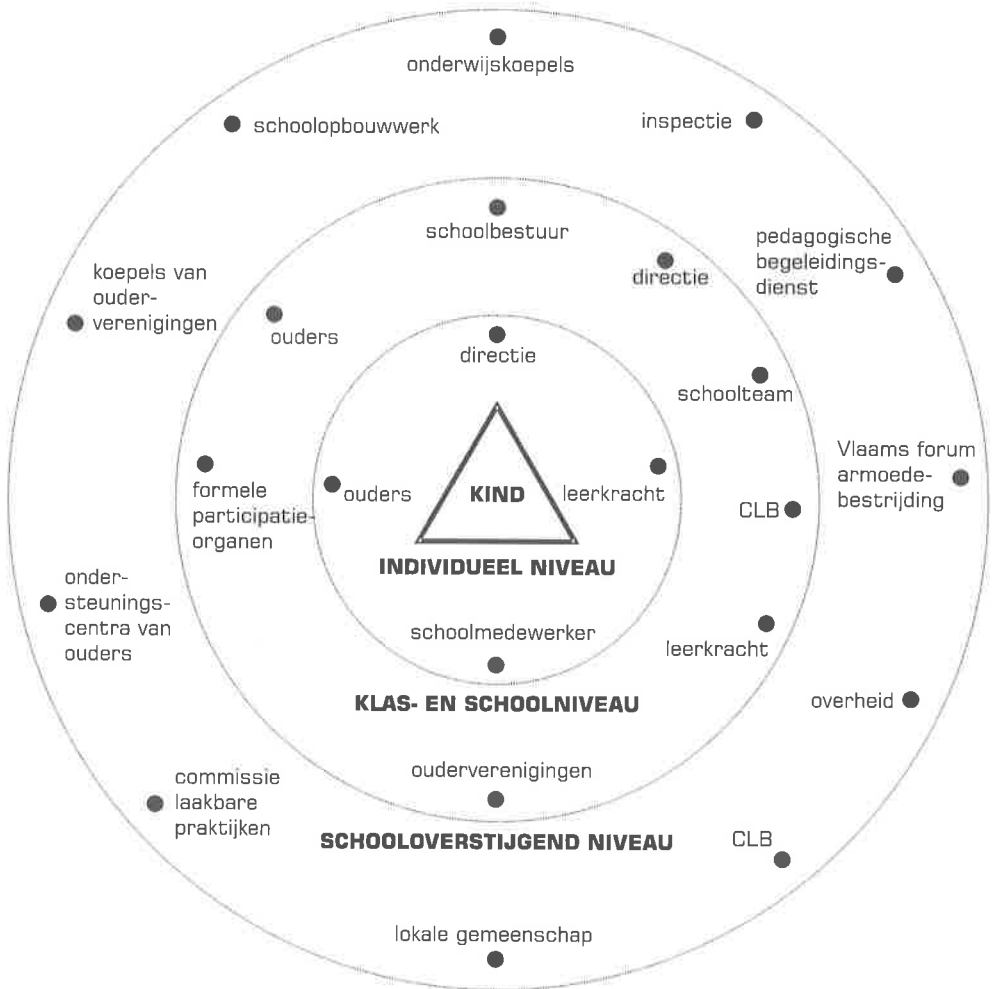 onderwijskoepels
schoolopbouwwerk
inspectie
schoolbestuur
pedagogische
begeleidings-
dienst
directie
koepels van
ouder-
verenigingen
ouders
directie
schoolteam
Vlaams forum
armoede-
bestrijding
formele
participatie-
organen
ouders
KIND
leerkracht
CLB
INDIVIDUEEL NIVEAU
onder-
steunings-
centra van
ouders
schoolmedewerker
leerkracht
KLAS- EN SCHOOLNIVEAU
overheid
ouderverenigingen
commissie
laakbare
praktijken
SCHOOLOVERSTIJGEND NIVEAU
CLB
lokale gemeenschap